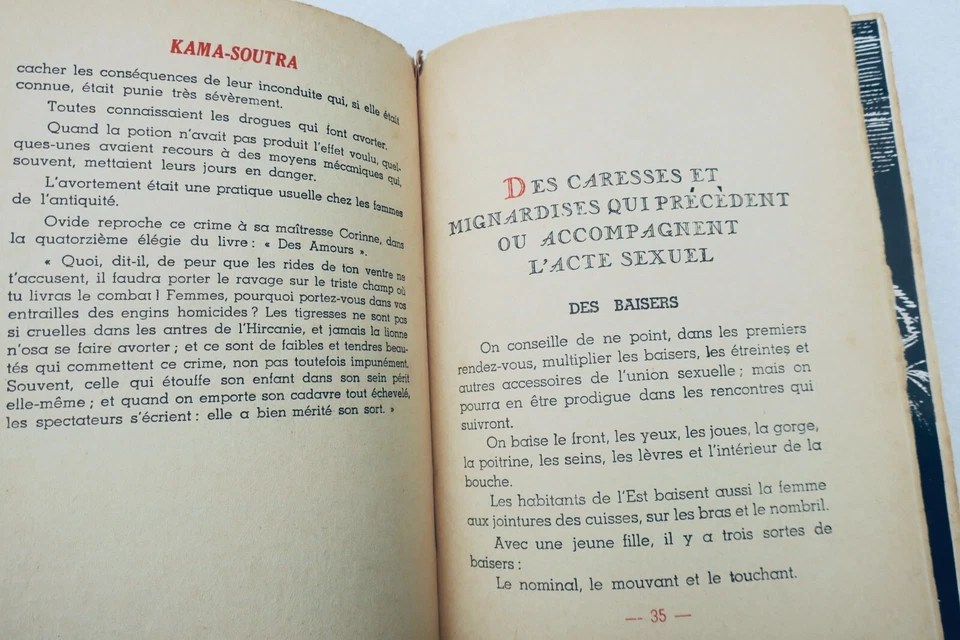 KAMA-SOUTRA
cacher les conséquences de leur inconduite qui, si elle était
connue, était punie très sévèrement.
Toutes connaissaient les drogues qui font avorter.
Quand la potion n'avait pas produit l'effet voulu, quel-
ques-unes avaient recours à des moyens mécaniques qui,
souvent, mettaient leurs jours en danger.
L'avortement était une pratique usuelle chez les femmes
de l'antiquité.
Ovide reproche ce crime à sa maîtresse Corinne, dans
la quatorzième élégie du livre : « Des Amours ».
« Quoi, dit-il, de peur que les rides de ton ventre ne
t'accusent, il faudra porter le ravage sur le triste champ où
tu livras le combat ! Femmes, pourquoi portez-vous dans vos
entrailles des engins homicides ? Les tigresses ne sont pas
si cruelles dans les antres de l'Hircanie, et jamais la lionne
n'osa se faire avorter ; et ce sont de faibles et tendres beau-
tés qui commettent ce crime, non pas toutefois impunément.
Souvent, celle qui étouffe son enfant dans son sein périt
elle-même ; et quand on emporte son cadavre tout échevelé,
les spectateurs s'écrient : elle a bien mérité son sort. »
DES CARESSES ET
MIGNARDISES QUI PRÉCÈDENT
OU ACCOMPAGNENT
L'ACTE SEXUEL
DES BAISERS
On conseille de ne point, dans les premiers
rendez-vous, multiplier les baisers, les étreintes et
autres accessoires de l'union sexuelle ; mais on
pourra en être prodigue dans les rencontres qui
suivront.
On baise le front, les yeux, les joues, la gorge,
la poitrine, les seins, les lèvres et l'intérieur de la
bouche.
Les habitants de l'Est baisent aussi la femme
aux jointures des cuisses, sur les bras et le nombril.
Avec une jeune fille, il y a trois sortes de
baisers :
Le nominal, le mouvant et le touchant.
— 35 —